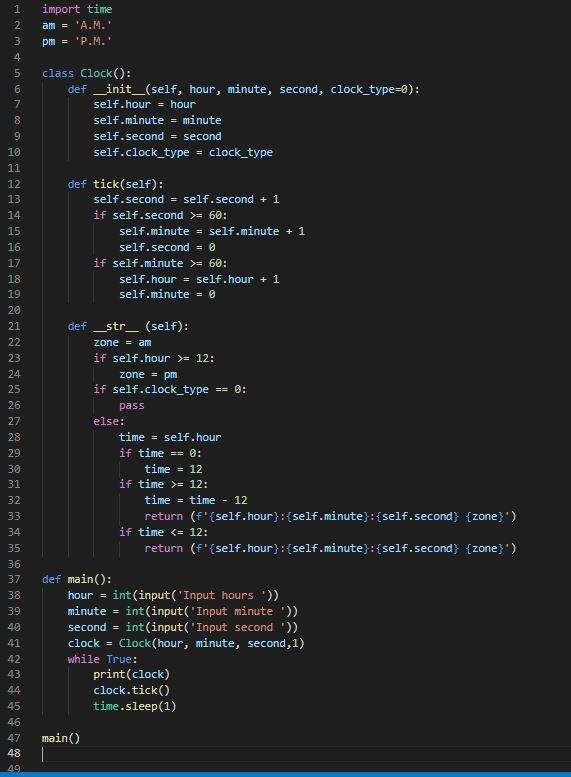 1 import time
2 am = 'A.M.'
3 pm = 'P.M.'
4
5 class Clock():
6     def __init__(self, hour, minute, second, clock_type=0):
7         self.hour = hour
8         self.minute = minute
9         self.second = second
10         self.clock_type = clock_type
11
12     def tick(self):
13         self.second = self.second + 1
14         if self.second >= 60:
15             self.minute = self.minute + 1
16             self.second = 0
17         if self.minute >= 60:
18             self.hour = self.hour + 1
19             self.minute = 0
20
21     def __str__ (self):
22         zone = am
23         if self.hour >= 12:
24             zone = pm
25         if self.clock_type == 0:
26             pass
27         else:
28             time = self.hour
29             if time == 0:
30                 time = 12
31             if time >= 12:
32                 time = time - 12
33                 return (f'{self.hour}:{self.minute}:{self.second} {zone}')
34             if time <= 12:
35                 return (f'{self.hour}:{self.minute}:{self.second} {zone}')
36
37 def main():
38     hour = int(input('Input hours '))
39     minute = int(input('Input minute '))
40     second = int(input('Input second '))
41     clock = Clock(hour, minute, second,1)
42     while True:
43         print(clock)
44         clock.tick()
45         time.sleep(1)
46
47 main()
48
49